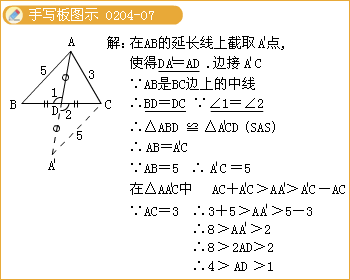 手写板图示 0204-07
解：在AB的延长线上截取A'点，
使得DA'=AD .边接A'C
∵AB是BC边上的中线
∴BD=DC ∵∠1=∠2
∴△ABD ≌ △A'CD (SAS)
∴ AB=A'C
∵AB=5 ∴ A'C =5
在△AA'C中 AC+A'C>AA'>A'C-AC
∵AC=3 ∴3+5>AA'>5-3
∴8>AA'>2
∴8>2AD>2
∴4> AD >1
A
5
3
B
1
D
2
C
5
A'